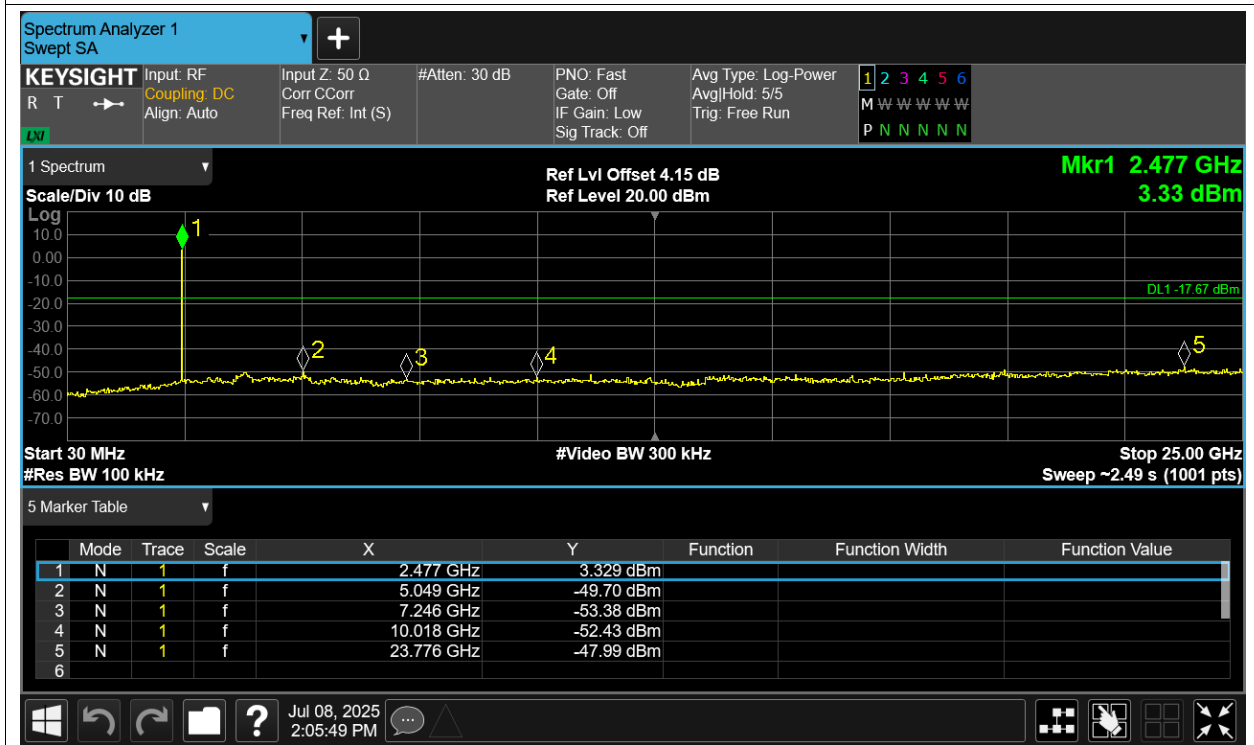 Spectrum Analyzer 1
Swept SA
KEYSIGHT
R T
LXI
Input: RF
Coupling: DC
Align: Auto
Input Z: 50 Ω
Corr CCorr
Freq Ref: Int (S)
#Atten: 30 dB
PNO: Fast
Gate: Off
IF Gain: Low
Sig Track: Off
Avg Type: Log-Power
Avg|Hold: 5/5
Trig: Free Run
1 2 3 4 5 6
M W W W W W
P N N N N N
1 Spectrum
Scale/Div 10 dB
Ref Lvl Offset 4.15 dB
Ref Level 20.00 dBm
Mkr1 2.477 GHz
3.33 dBm
Log
10.0
0.00
-10.0
-20.0
-30.0
-40.0
-50.0
-60.0
-70.0
1
2
3
4
5
DL1 -17.67 dBm
Start 30 MHz
#Video BW 300 kHz
Stop 25.00 GHz
#Res BW 100 kHz
Sweep ~2.49 s (1001 pts)
5 Marker Table
Mode Trace Scale X Y Function Function Width Function Value
1 N 1 f 2.477 GHz 3.329 dBm
2 N 1 f 5.049 GHz -49.70 dBm
3 N 1 f 7.246 GHz -53.38 dBm
4 N 1 f 10.018 GHz -52.43 dBm
5 N 1 f 23.776 GHz -47.99 dBm
6
?
Jul 08, 2025
2:05:49 PM